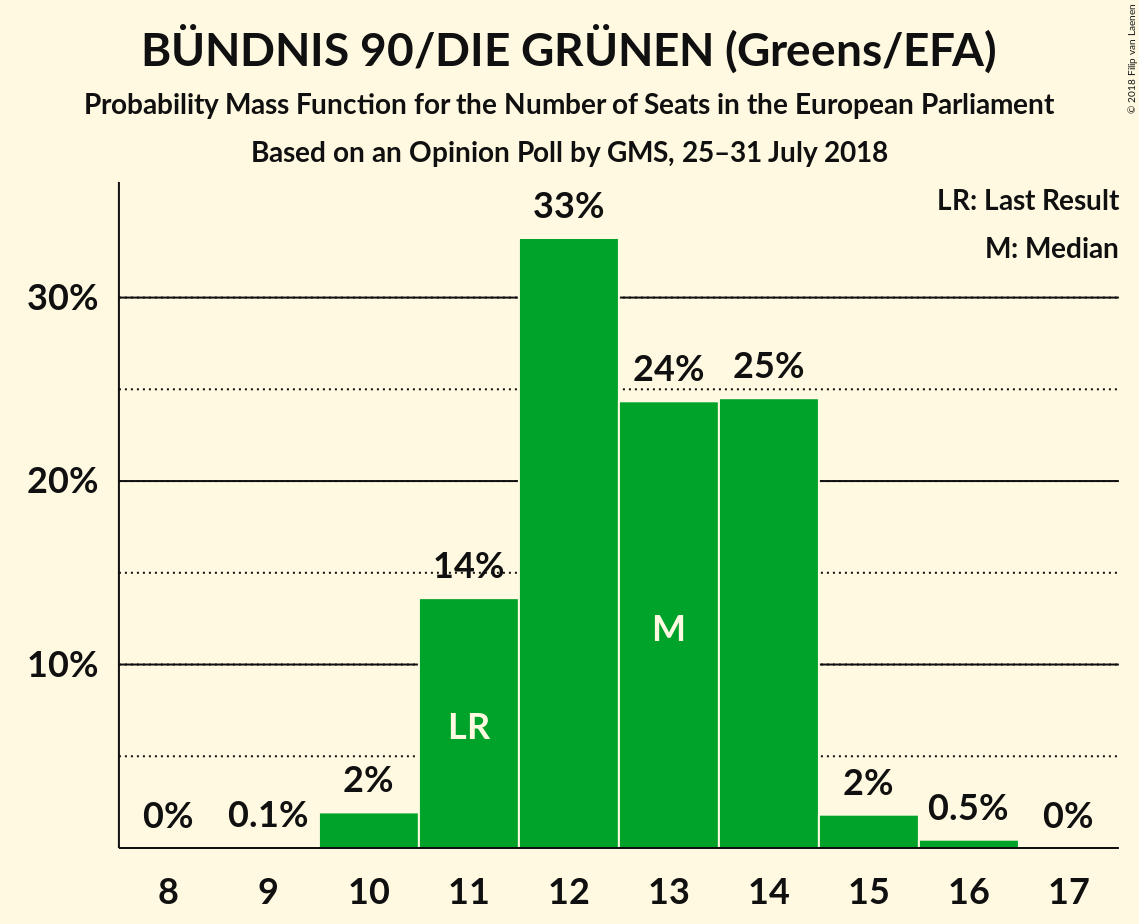 BÜNDNIS 90/DIE GRÜNEN (Greens/EFA)
Probability Mass Function for the Number of Seats in the European Parliament
Based on an Opinion Poll by GMS, 25–31 July 2018
© 2018 Filip van Laenen
LR: Last Result
M: Median
33%
30%
24%
25%
20%
14%
M
10%
LR
0%
0.1%
2%
2%
0.5%
0%
8 9 10 11 12 13 14 15 16 17